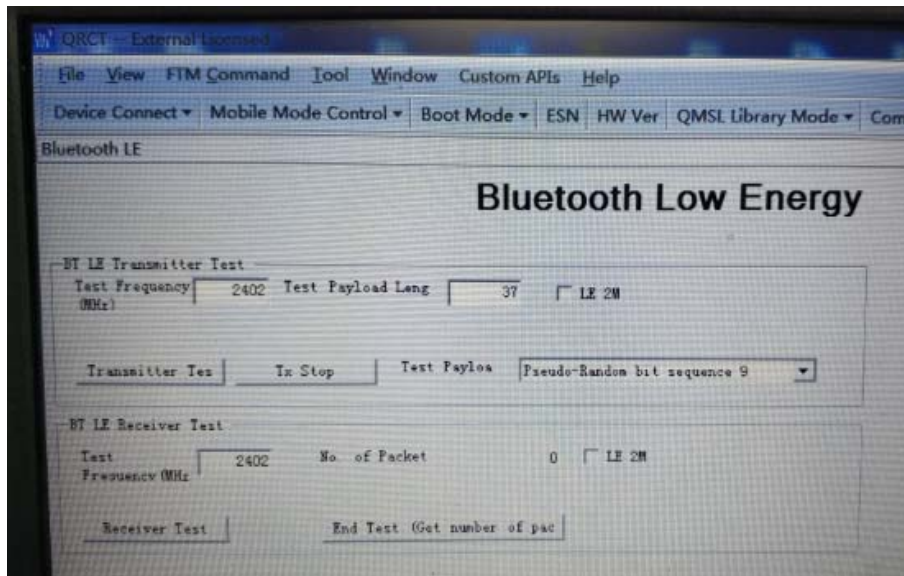 QRCT -- External Licensed
File View FTM Command Tool Window Custom APIs Help
Device Connect Mobile Mode Control Boot Mode ESN HW Ver QMSL Library Mode Com
Bluetooth LE
Bluetooth Low Energy
BT LE Transmitter Test
Test Frequency 2402 Test Payload Leng 37 LE 2M
(MHz)
Transmitter Tes Tx Stop Test Payloa Pseudo-Random bit sequence 9
BT LE Receiver Test
Test 2402 No. of Packet 0 LE 2M
Frequency (MHz
Receiver Test End Test (Get number of pac